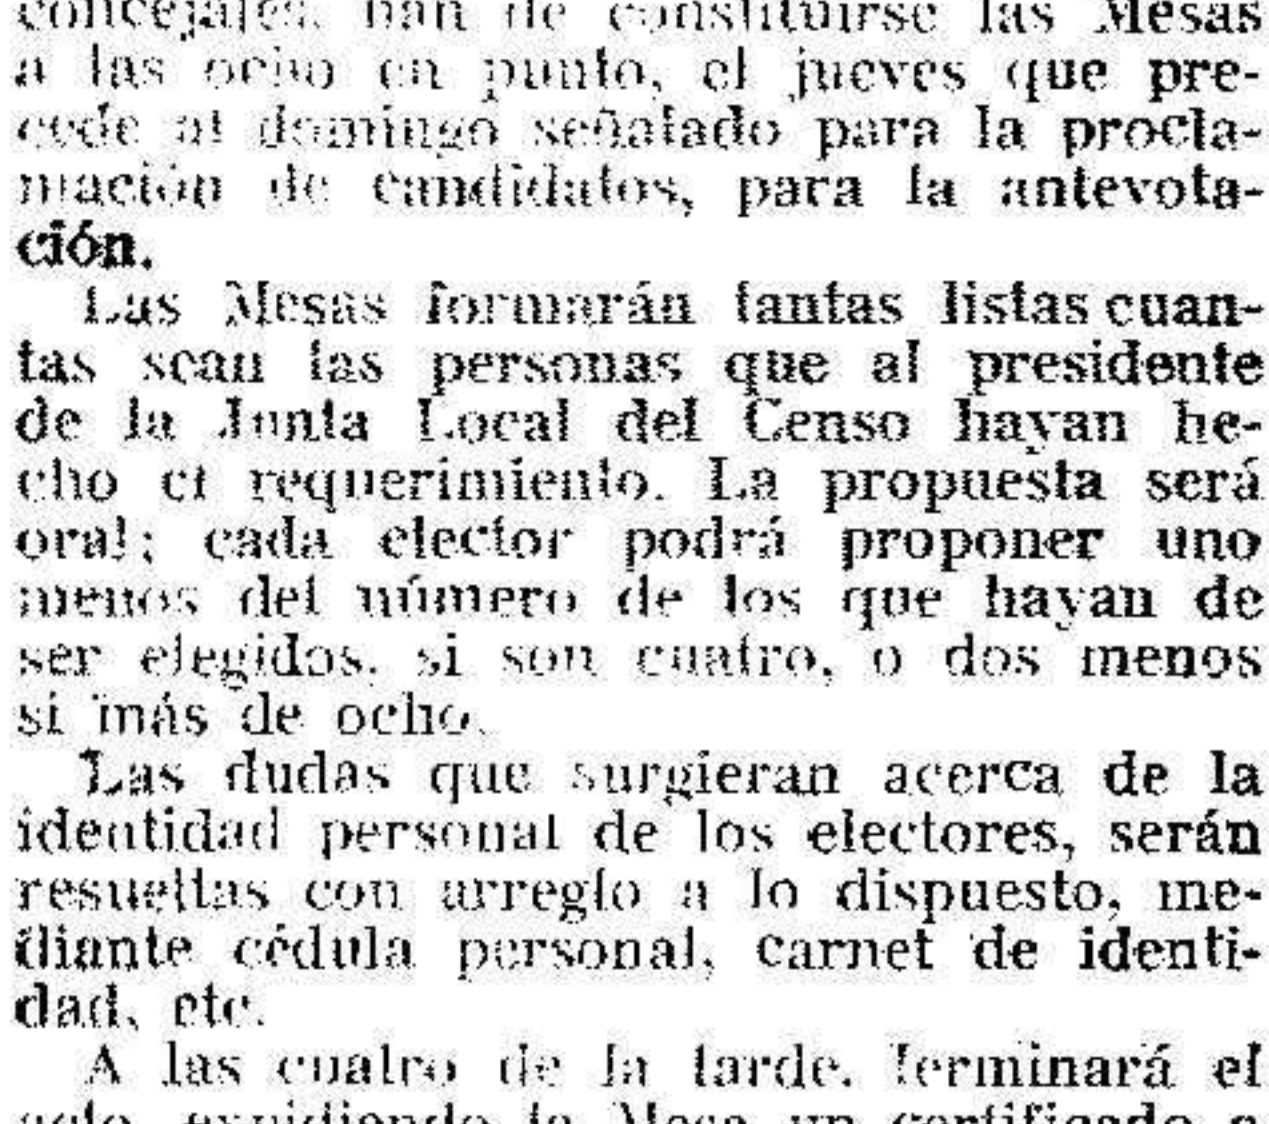 concejales, han de constituirse las Mesas
a las ocho en punto, el jueves que pre-
cede al domingo señalado para la procla-
mación de candidatos, para la antevota-
ción.
Las Mesas formarán tantas listas cuan-
tas sean las personas que al presidente
de la Junta Local del Censo hayan he-
cho el requerimiento. La propuesta será
oral; cada elector podrá proponer uno
menos del número de los que hayan de
ser elegidos, si son cuatro, o dos menos
si más de ocho.
Las dudas que surgieran acerca de la
identidad personal de los electores, serán
resueltas con arreglo a lo dispuesto, me-
diante cédula personal, carnet de identi-
dad, etc.
A las cuatro de la tarde, terminará el
acto, expidiendo la Mesa un certificado a